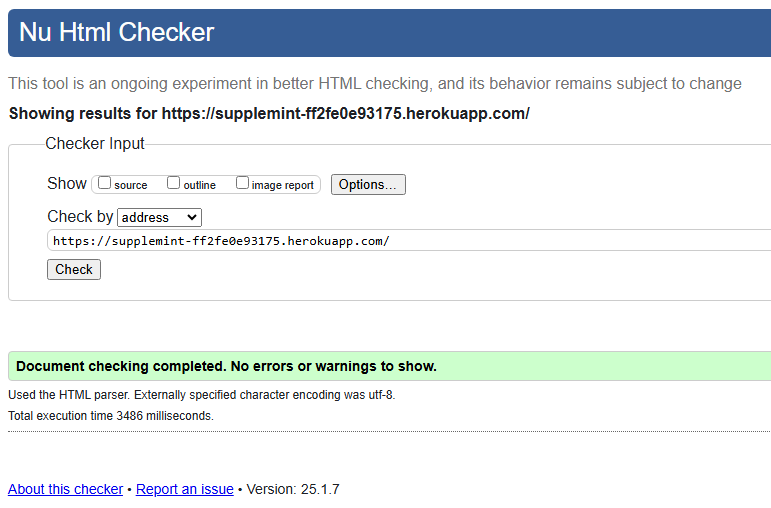 Nu Html Checker
This tool is an ongoing experiment in better HTML checking, and its behavior remains subject to change
Showing results for https://supplemint-ff2fe0e93175.herokuapp.com/
Checker Input
Show source outline image report Options...
Check by address
https://supplemint-ff2fe0e93175.herokuapp.com/
Check
Document checking completed. No errors or warnings to show.
Used the HTML parser. Externally specified character encoding was utf-8.
Total execution time 3486 milliseconds.
About this checker • Report an issue • Version: 25.1.7